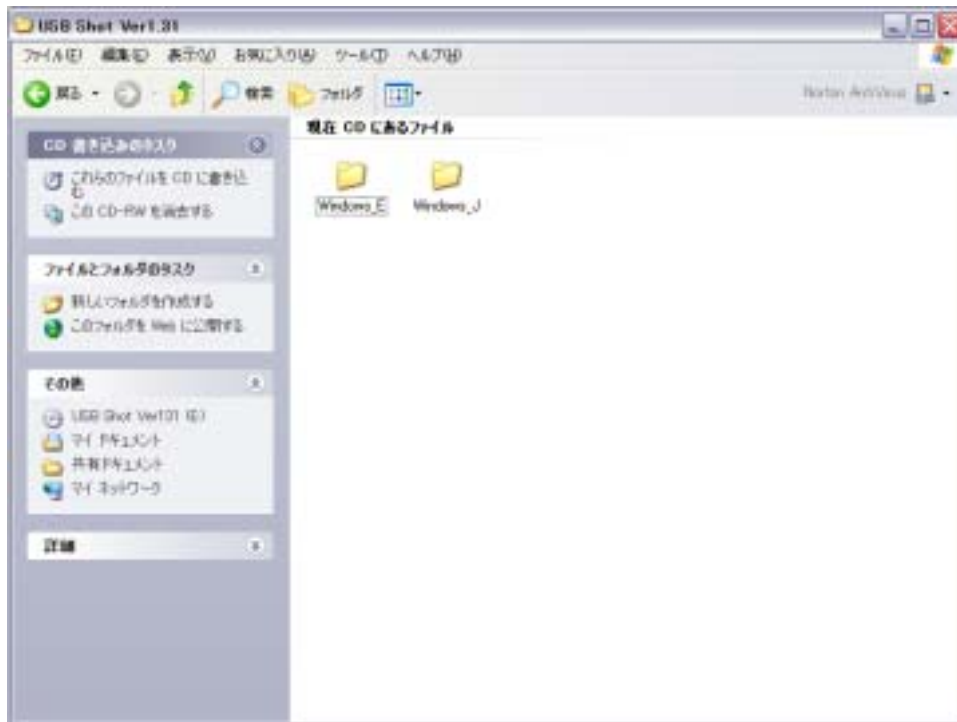 USB Shot Ver1.31
ファイル(F) 編集(E) 表示(V) お気に入り(A) ツール(T) ヘルプ(H)
戻る 検索 フォルダ Norton AntiVirus
CD 書き込みのタスク
これらのファイルを CD に書き込
む
この CD-RW を消去する
ファイルとフォルダのタスク
新しいフォルダを作成する
このフォルダを Web に公開する
その他
USB Shot Ver131 (E:)
マイ ドキュメント
共有ドキュメント
マイ ネットワーク
詳細
現在 CD にあるファイル
Windows_E Windows_J